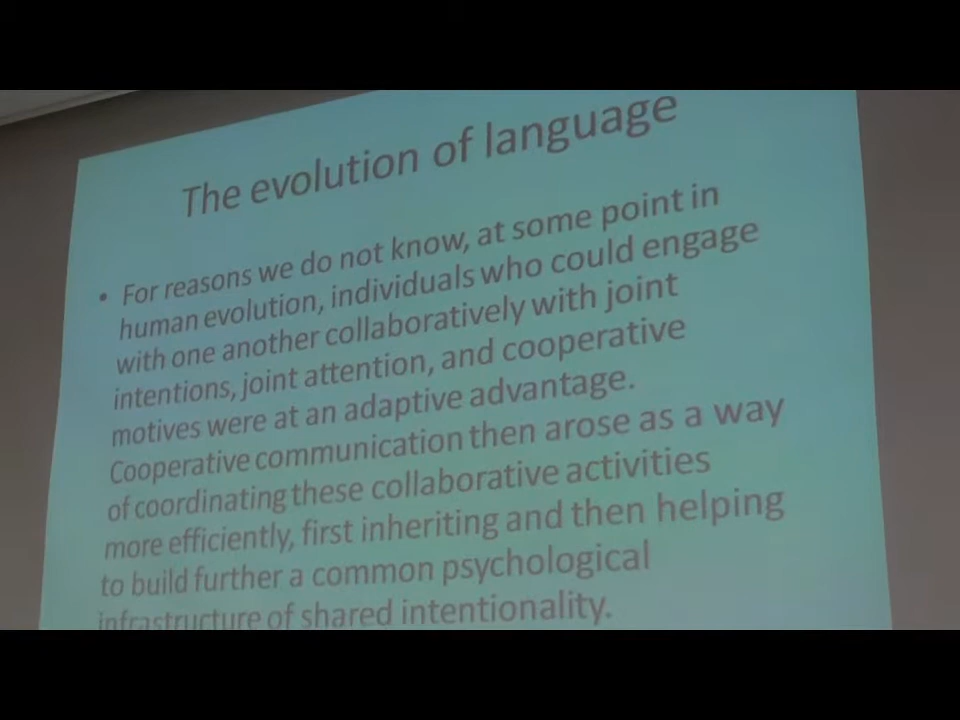 The evolution of language
• For reasons we do not know, at some point in
human evolution, individuals who could engage
with one another collaboratively with joint
intentions, joint attention, and cooperative
motives were at an adaptive advantage.
Cooperative communication then arose as a way
of coordinating these collaborative activities
more efficiently, first inheriting and then helping
to build further a common psychological
infrastructure of shared intentionality.